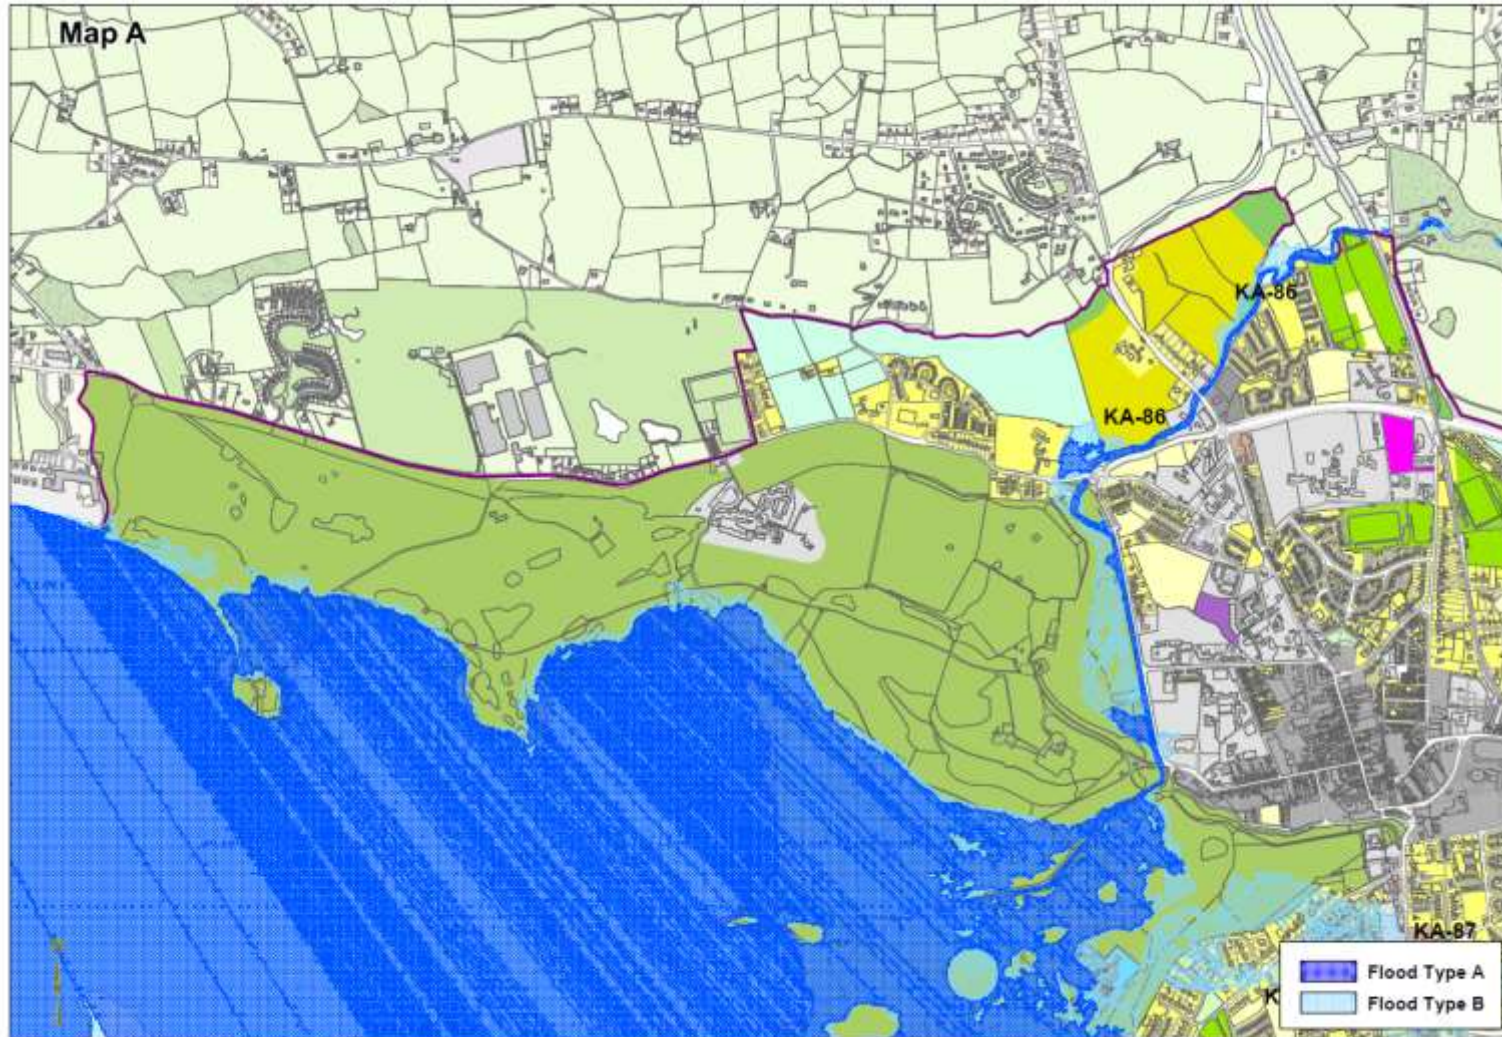 Map A
KA-86
KA-86
KA-87
K
Flood Type A
Flood Type B